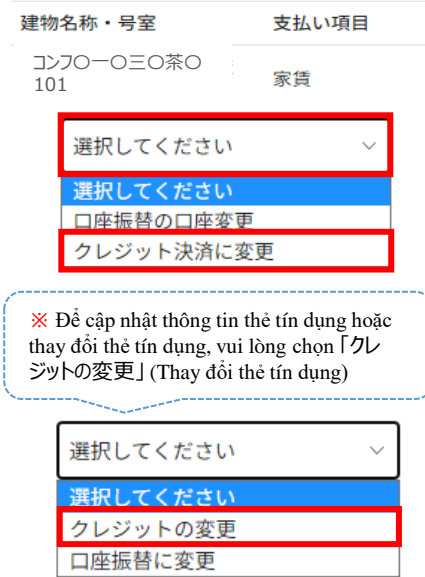 建物名称・号室 支払い項目
コンフ〇ー〇三〇茶〇
101 家賃
選択してください
選択してください
口座振替の口座変更
クレジット決済に変更
※ Để cập nhật thông tin thẻ tín dụng hoặc
thay đổi thẻ tín dụng, vui lòng chọn「クレ
ジットの変更」(Thay đổi thẻ tín dụng)
選択してください
選択してください
クレジットの変更
口座振替に変更